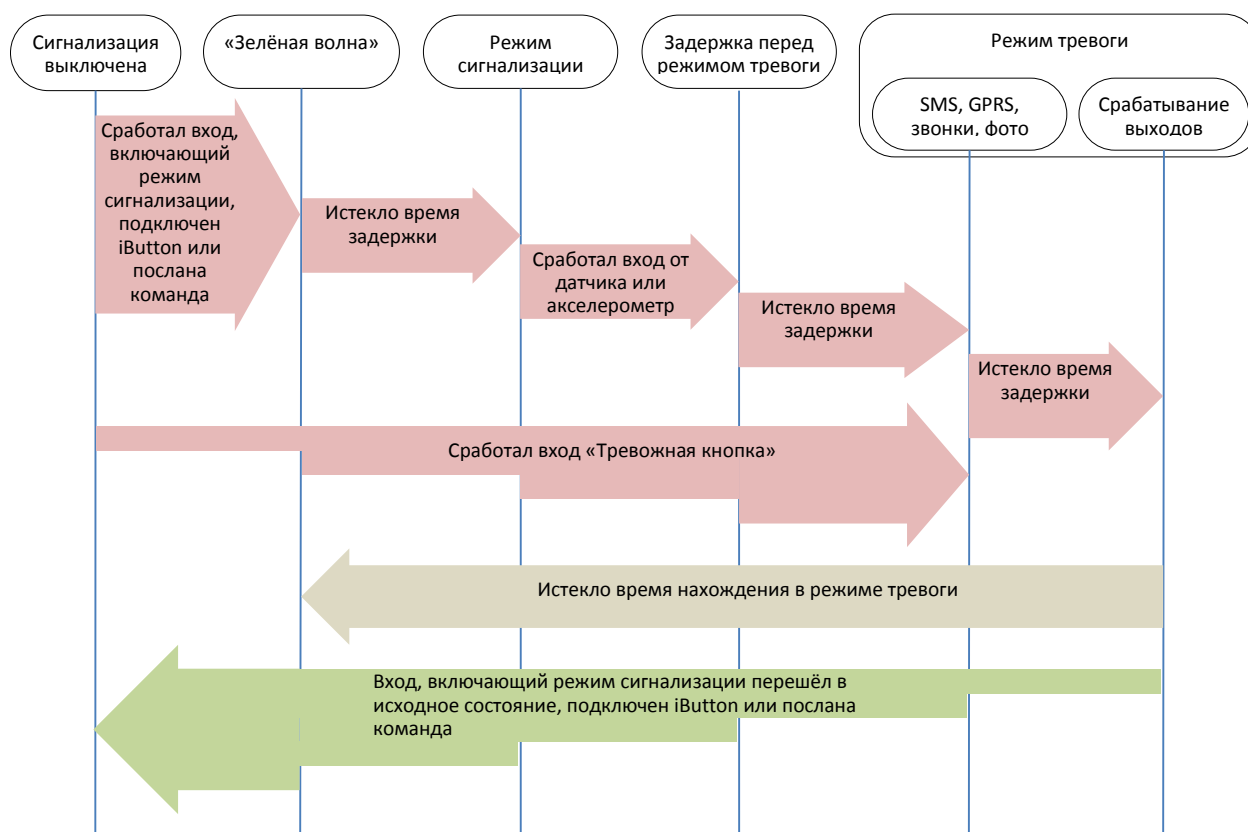 Сигнализация
выключена
«Зелёная волна»
Режим
сигнализации
Задержка перед
режимом тревоги
Режим тревоги
SMS, GPRS,
звонки, фото
Срабатывание
выходов
Сработал вход,
включающий
режим
сигнализации,
подключен
iButton или
послана
команда
Истекло время
задержки
Сработал вход от
датчика или
акселерометр
Истекло время
задержки
Истекло время
задержки
Сработал вход «Тревожная кнопка»
Истекло время нахождения в режиме тревоги
Вход, включающий режим сигнализации перешёл в
исходное состояние, подключен iButton или послана
команда